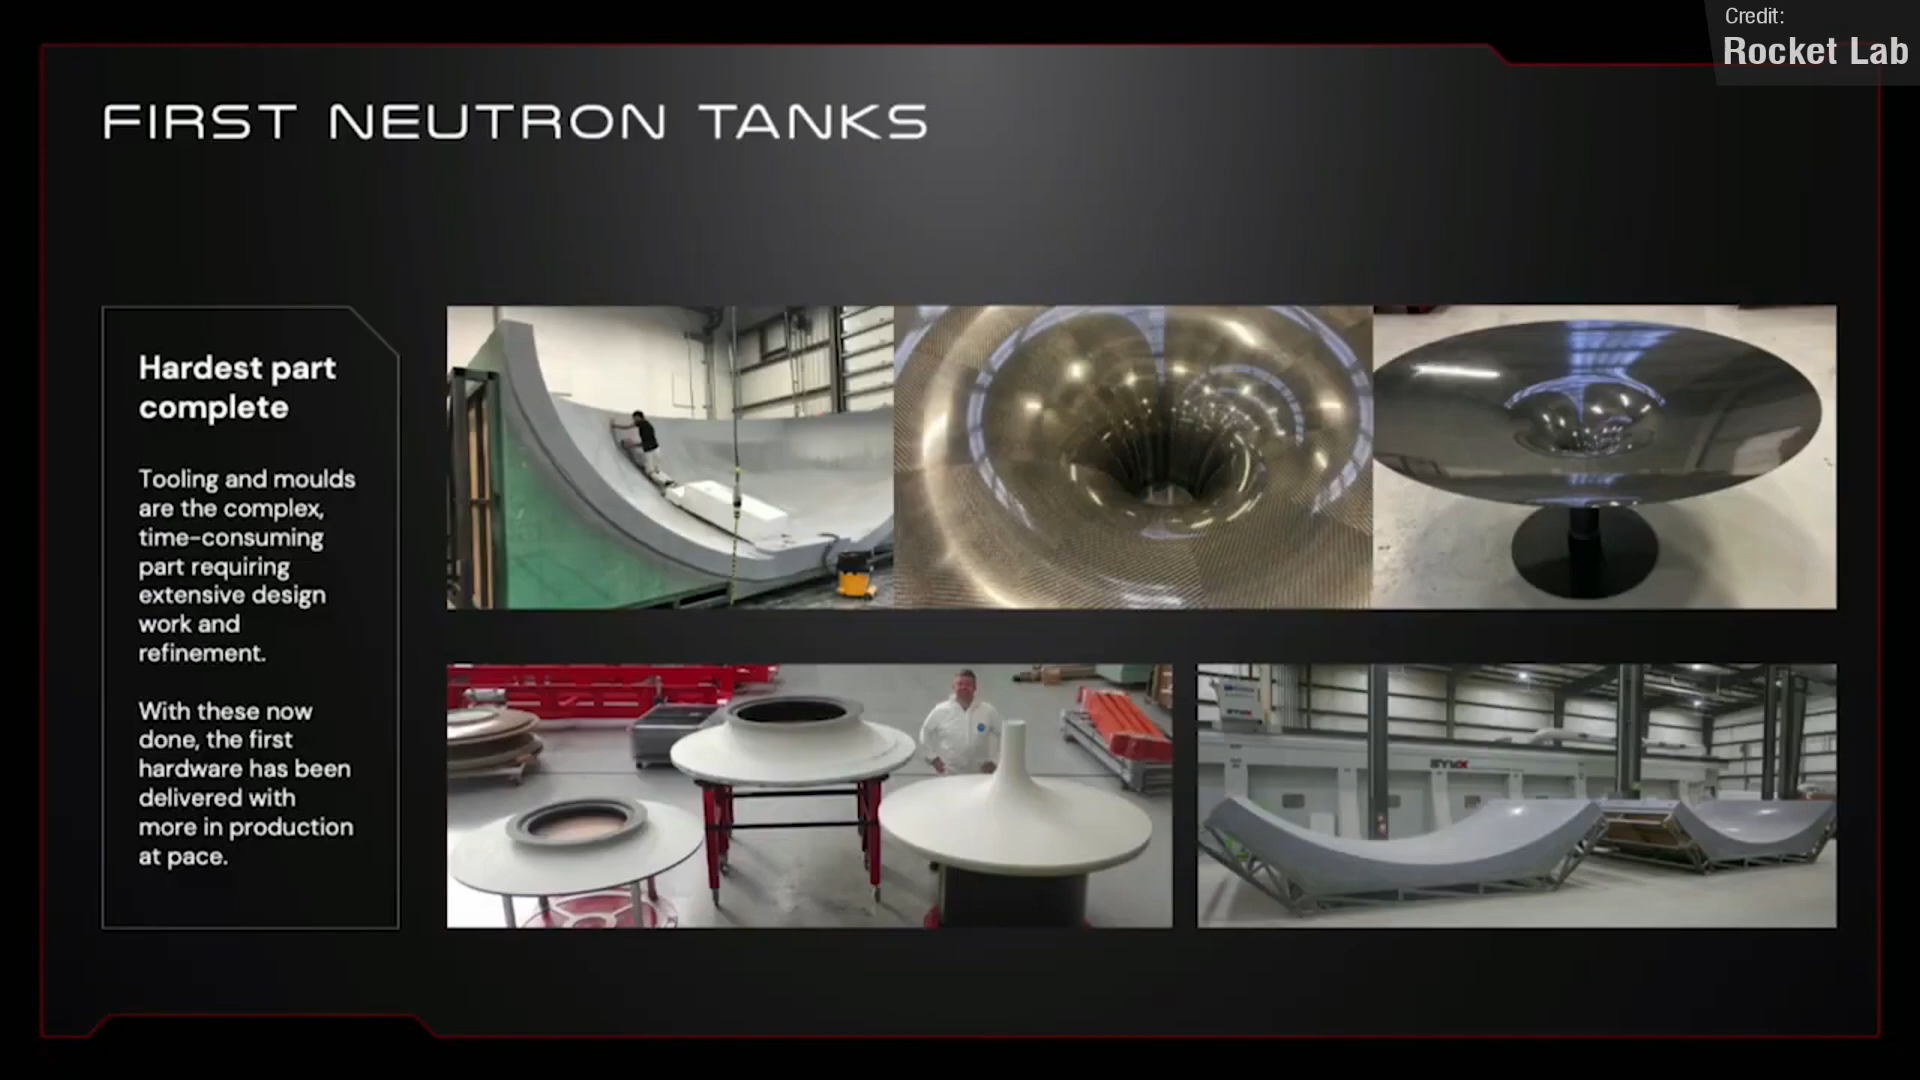 Credit:
Rocket Lab
FIRST NEUTRON TANKS
Hardest part
complete
Tooling and moulds
are the complex,
time-consuming
part requiring
extensive design
work and
refinement.
With these now
done, the first
hardware has been
delivered with
more in production
at pace.